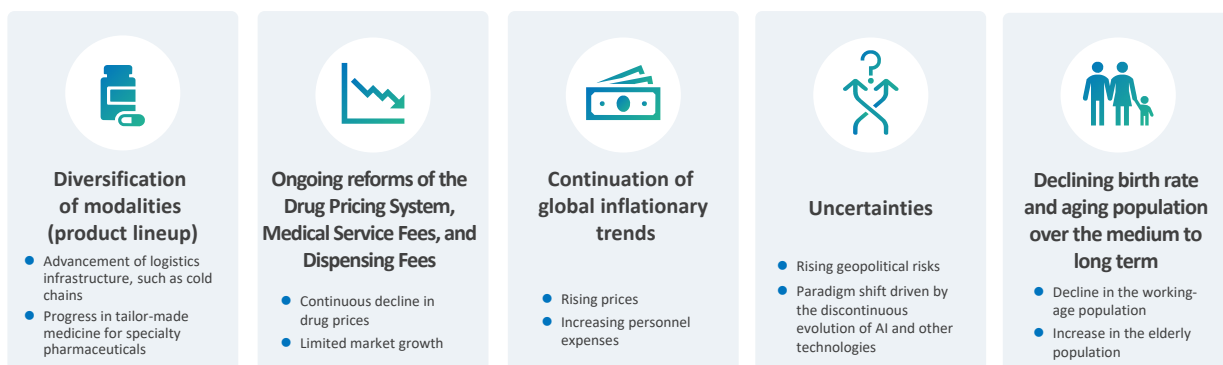 Diversification
of modalities
(product lineup)
Advancement of logistics
infrastructure, such as cold
chains
Progress in tailor-made
medicine for specialty
pharmaceuticals
Ongoing reforms of the
Drug Pricing System,
Medical Service Fees, and
Dispensing Fees
Continuous decline in
drug prices
Limited market growth
Continuation of
global inflationary
trends
Rising prices
Increasing personnel
expenses
?
Uncertainties
Rising geopolitical risks
Paradigm shift driven by
the discontinuous
evolution of AI and other
technologies
Declining birth rate
and aging population
over the medium to
long term
Decline in the working-
age population
Increase in the elderly
population